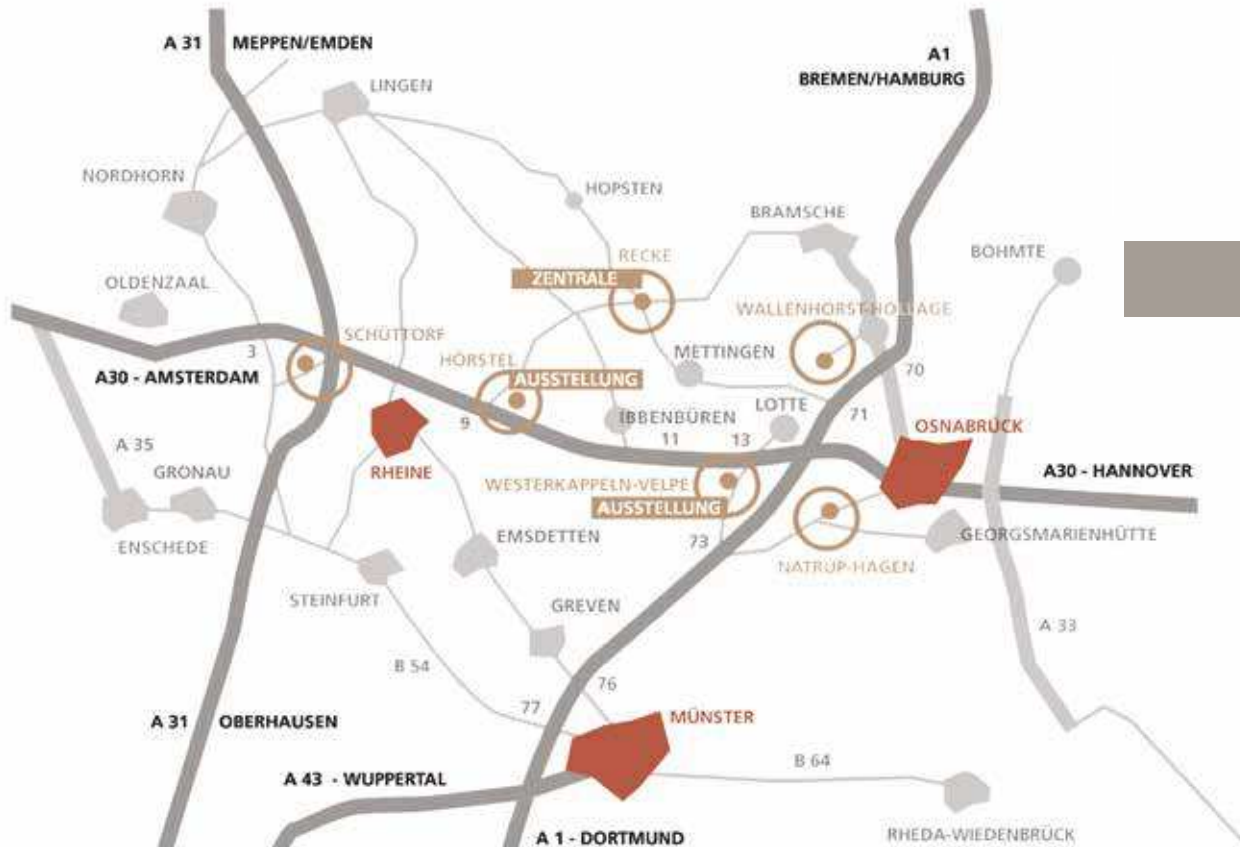 A 31 MEPPEN/EMDEN
A1
BREMEN/HAMBURG
LINGEN
NORDHORN
HOPSTEN
BRAMSCHE
BOHMTE
RECKE
ZENTRALE
OLDENZAAL
WALLENHORST-HOLLAGE
SCHÜTTORF
3
HÖRSTEL
METTINGEN
A30 - AMSTERDAM
AUSSTELLUNG
70
9
IBBENBÜREN
LOTTE
71
A 35
11
13
OSNABRÜCK
GRONAU
RHEINE
WESTERKAPPELN-VELPE
A30 - HANNOVER
AUSSTELLUNG
ENSCHEDE
EMSDETTEN
73
GEORGSMARIENHÜTTE
NATRUP-HAGEN
STEINFURT
GREVEN
A 33
B 54
76
77
A 31 OBERHAUSEN
MÜNSTER
A 43 - WUPPERTAL
B 64
A 1 - DORTMUND
RHEDA-WIEDENBRÜCK